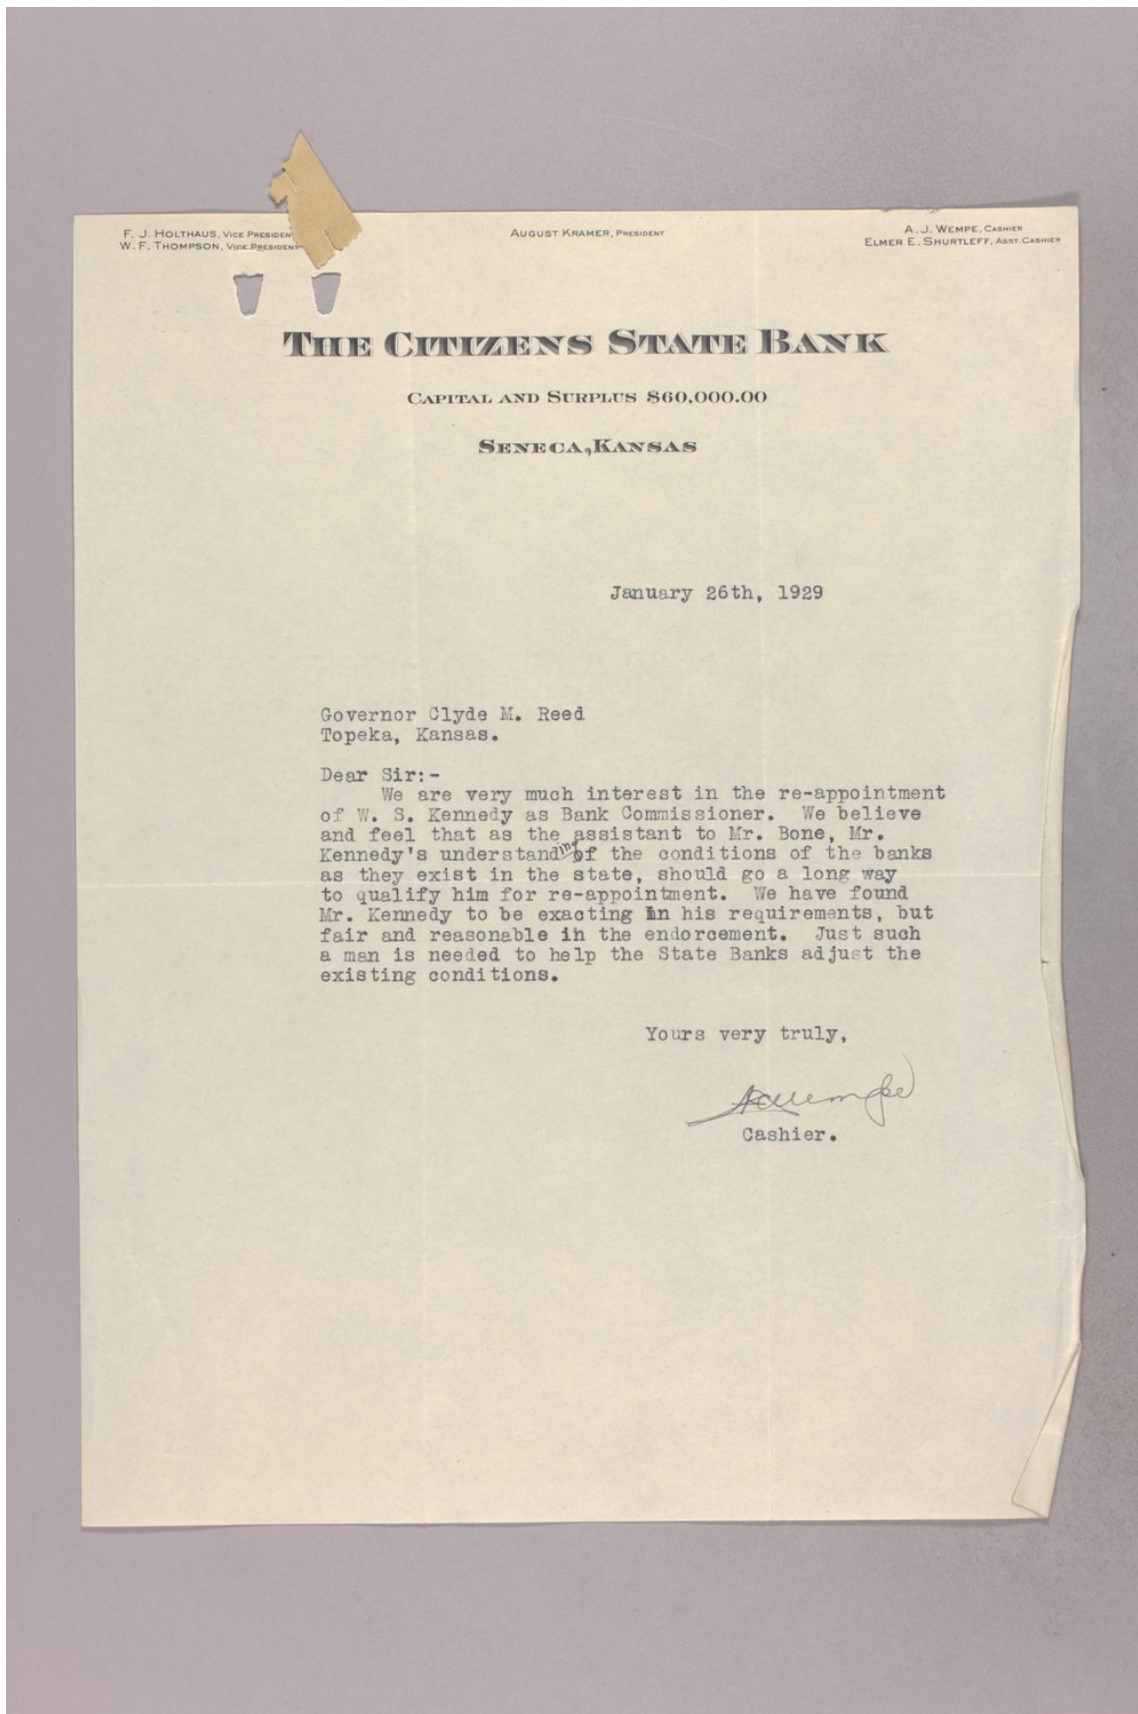 F. J. HOLTHAUS, VICE PRESIDEN
W. F. THOMPSON, VICE PRESIDENT
AUGUST KRAMER, PRESIDENT
A. J. WEMPE, CASHIER
ELMER E. SHURTLEFF, ASST. CASHIER
THE CITIZENS STATE BANK
CAPITAL AND SURPLUS $60,000.00
SENECA, KANSAS
January 26th, 1929
Governor Clyde M. Reed
Topeka, Kansas.
Dear Sir:-
We are very much interest in the re-appointment
of W. S. Kennedy as Bank Commissioner. We believe
and feel that as the assistant to Mr. Bone, Mr.
Kennedy's understanding of the conditions of the banks
as they exist in the state, should go a long way
to qualify him for re-appointment. We have found
Mr. Kennedy to be exacting in his requirements, but
fair and reasonable in the endorcement. Just such
a man is needed to help the State Banks adjust the
existing conditions.
Yours very truly,
AJWempe
Cashier.